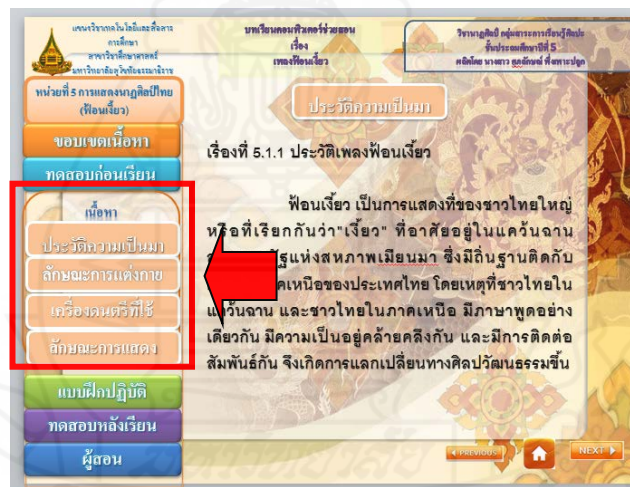 แขนงวิชาเทคโนโลยีและสื่อสาร
การศึกษา
สาขาวิชาศึกษาศาสตร์
มหาวิทยาลัยสุโขทัยธรรมาธิราช
บทเรียนคอมพิวเตอร์ช่วยสอน
เรื่อง
เพลงฟ้อนเงี้ยว
วิชานาฏศิลป์ กลุ่มสาระการเรียนรู้ศิลปะ
ชั้นประถมศึกษาปีที่ 5
ผลิตโดย นางสาว
หน่วยที่ 5 การแสดงนาฏศิลป์ไทย
(ฟ้อนเงี้ยว)
ขอบเขตเนื้อหา
ทดสอบก่อนเรียน
เนื้อหา
ประวัติความเป็นมา
ลักษณะการแต่งกาย
เครื่องดนตรีที่ใช้
ลักษณะการแสดง
แบบฝึกปฏิบัติ
ทดสอบหลังเรียน
ผู้สอน
ประวัติความเป็นมา
เรื่องที่ 5.1.1 ประวัติเพลงฟ้อนเงี้ยว
ฟ้อนเงี้ยว เป็นการแสดงที่ของชาวไทยใหญ่
หรือที่เรียกกันว่า"เงี้ยว" ที่อาศัยอยู่ในแคว้นฉาน
รัฐแห่งสหภาพเมียนมา ซึ่งมีถิ่นฐานติดกับ
ภาคเหนือของประเทศไทย โดยเหตุที่ชาวไทยใน
แคว้นฉาน และชาวไทยในภาคเหนือ มีภาษาพูดอย่าง
เดียวกัน มีความเป็นอยู่คล้ายคลึงกัน และมีการติดต่อ
สัมพันธ์กัน จึงเกิดการแลกเปลี่ยนทางศิลปวัฒนธรรมขึ้น
PREVIOUS
NEXT